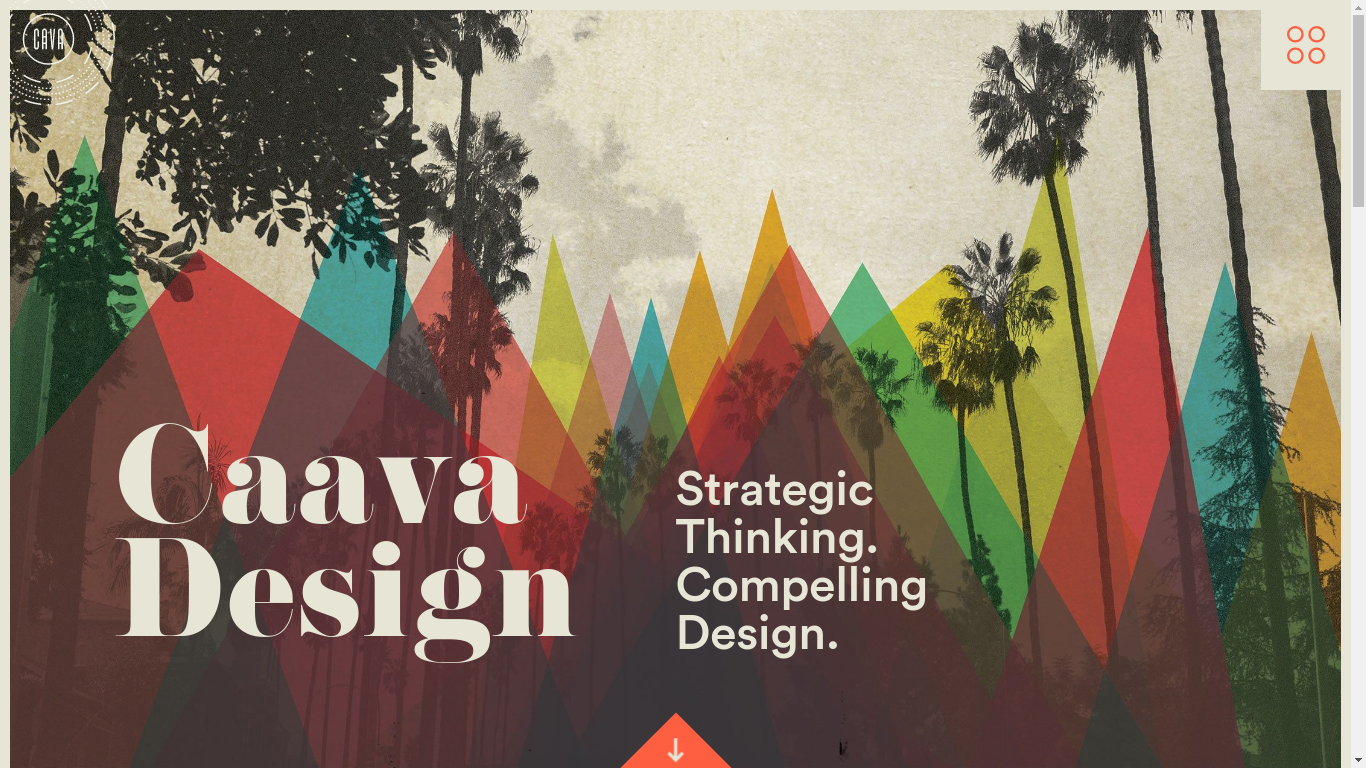 CAVA
Caava
Design
Strategic
Thinking.
Compelling
Design.